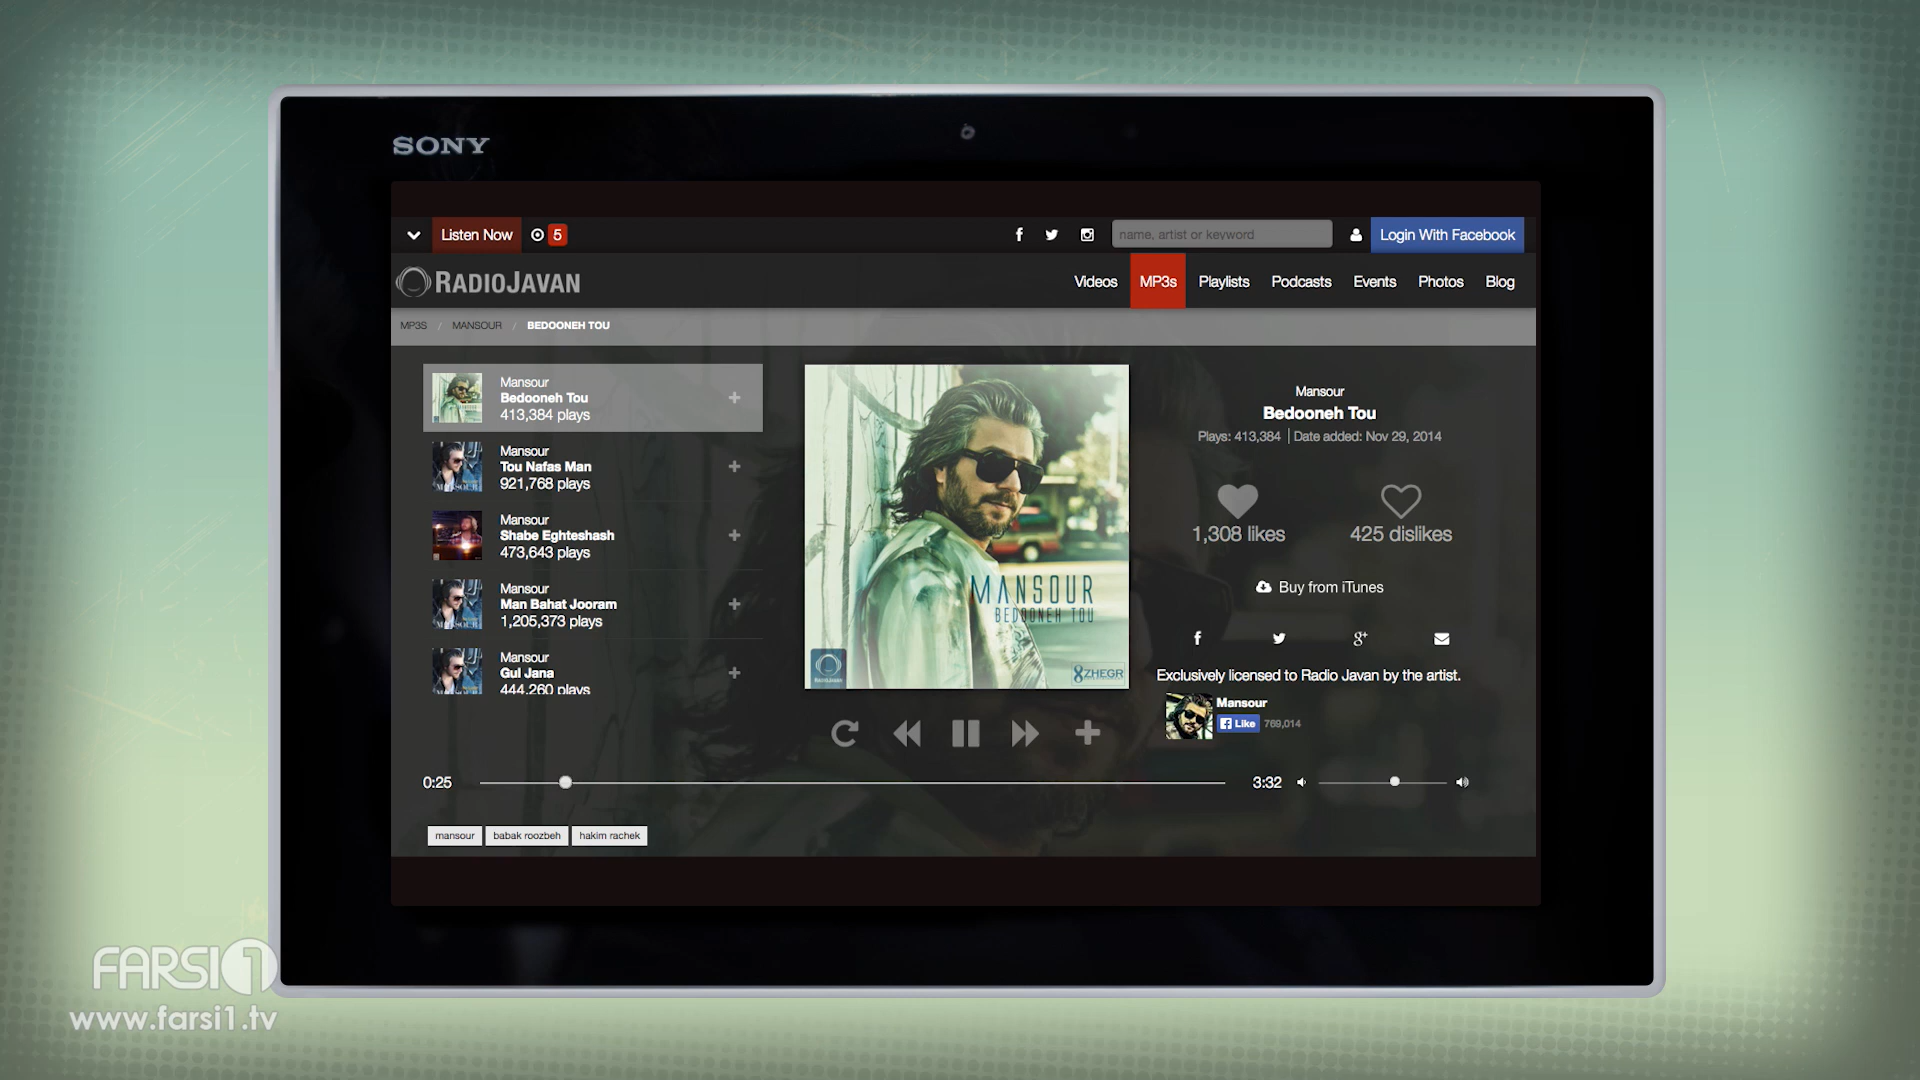 SONY
Listen Now 5 name, artist or keyword Login With Facebook
RADIOJAVAN Videos MP3s Playlists Podcasts Events Photos Blog
MP3S / MANSOUR / BEDOONEH TOU
Mansour
Bedooneh Tou
413,384 plays
Mansour
Tou Nafas Man
921,768 plays
Mansour
Shabe Eghteshash
473,643 plays
Mansour
Man Bahat Jooram
1,205,373 plays
Mansour
Gul Jana
444,260 plays
MANSOUR
BEDOONEH TOU
RADIOJAVAN
8ZHEGR
Mansour
Bedooneh Tou
Plays: 413,384 | Date added: Nov 29, 2014
1,308 likes 425 dislikes
Buy from iTunes
Exclusively licensed to Radio Javan by the artist.
Mansour
Like 769,014
0:25 3:32
mansour babak roozbeh hakim rachek
FARSI1
www.farsi1.tv